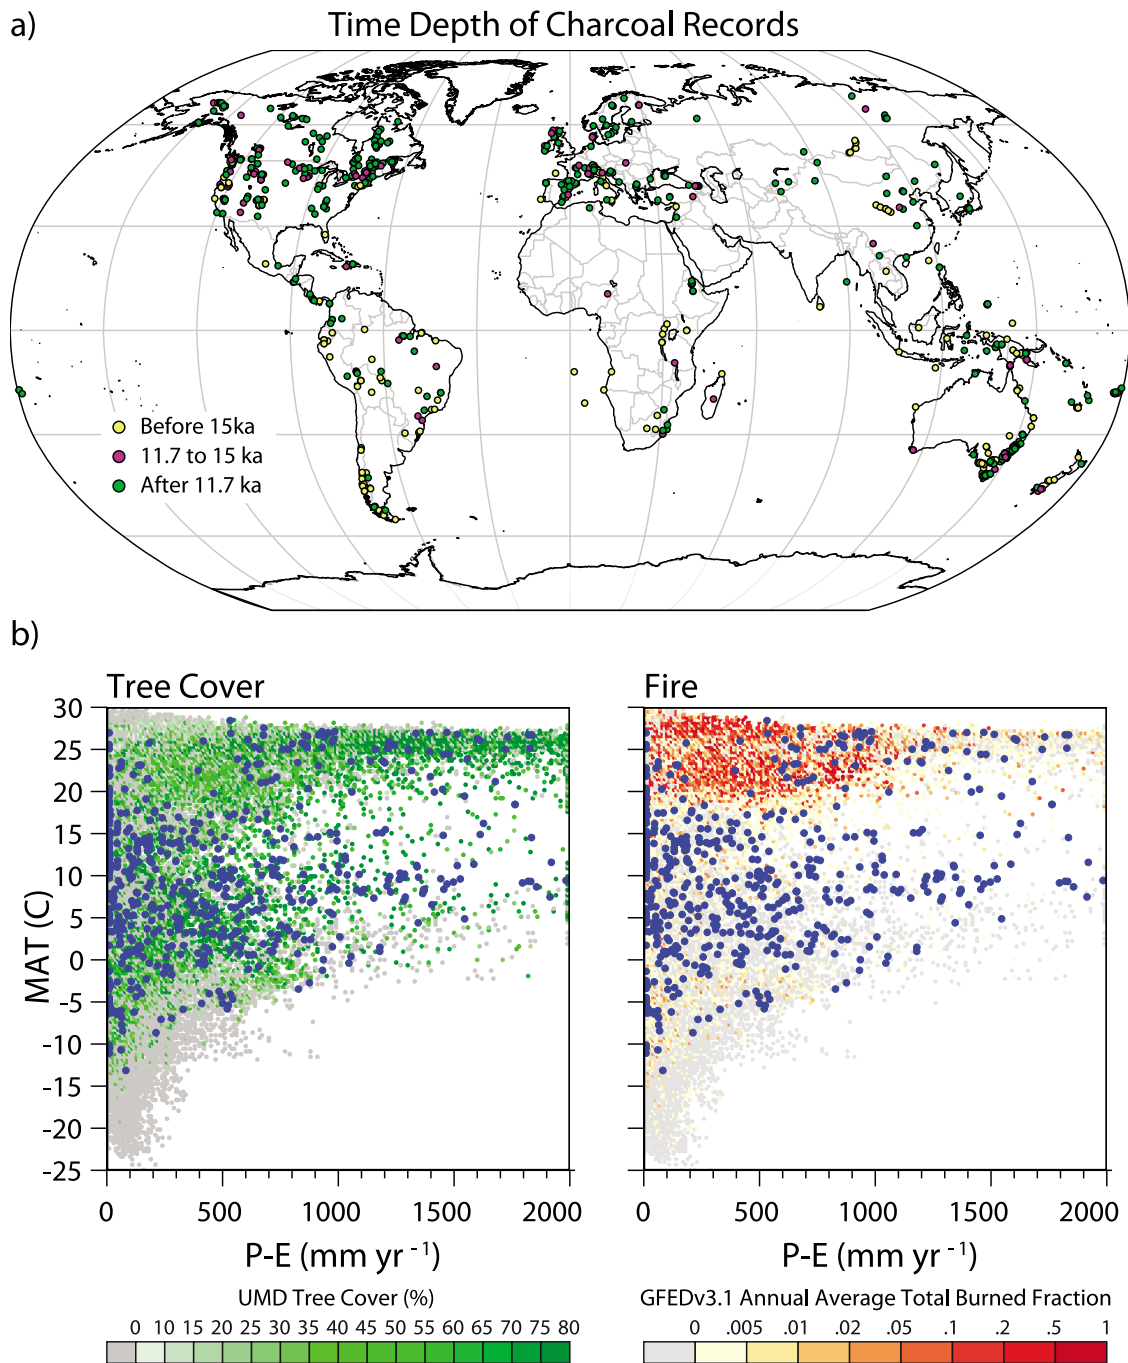 a)
Time Depth of Charcoal Records
Before 15ka
11.7 to 15 ka
After 11.7 ka
b)
Tree Cover
Fire
MAT (C)
30
25
20
15
10
5
0
-5
-10
-15
-20
-25
0 500 1000 1500 2000
0 500 1000 1500 2000
P-E (mm yr -1)
P-E (mm yr -1)
UMD Tree Cover (%)
0 10 15 20 25 30 35 40 45 50 55 60 65 70 75 80
GFEDv3.1 Annual Average Total Burned Fraction
0 .005 .01 .02 .05 .1 .2 .5 1